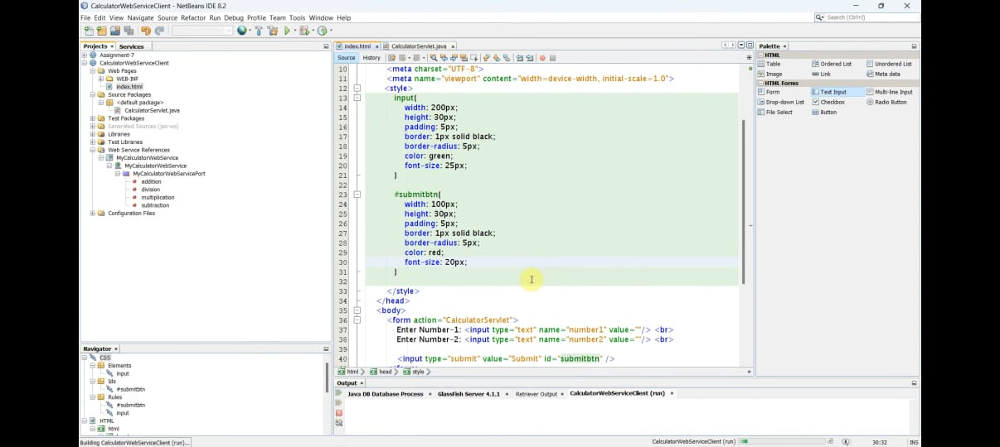 CalculatorWebServiceClient - NetBeans IDE 8.2
File Edit View Navigate Source Refactor Run Debug Profile Team Tools Window Help
Search (Ctrl+I)
Projects
Services
Assignment-7
CalculatorWebServiceClient
Web Pages
WEB-INF
index.html
Source Packages
<default package>
CalculatorServlet.java
Test Packages
Generated Sources (jax-ws)
Libraries
Test Libraries
Web Service References
MyCalculatorWebService
MyCalculatorWebService
MyCalculatorWebServicePort
addition
division
multiplication
subtraction
Configuration Files
Navigator
CSS
Elements
input
Ids
#submitbtn
Rules
#submitbtn
input
HTML
html
index.html
CalculatorServlet.java
Source
History
10 <meta charset="UTF-8">
11 <meta name="viewport" content="width=device-width, initial-scale=1.0">
12 <style>
13 input{
14 width: 200px;
15 height: 30px;
16 padding: 5px;
17 border: 1px solid black;
18 border-radius: 5px;
19 color: green;
20 font-size: 25px;
21 }
22
23 #submitbtn{
24 width: 100px;
25 height: 30px;
26 padding: 5px;
27 border: 1px solid black;
28 border-radius: 5px;
29 color: red;
30 font-size: 20px;
31 }
32
33 </style>
34 </head>
35 <body>
36 <form action="CalculatorServlet">
37 Enter Number-1: <input type="text" name="number1" value=""/> <br>
38 Enter Number-2: <input type="text" name="number2" value=""/> <br>
39
40 <input type="submit" value="Submit" id="submitbtn" />
html
head
style
Palette
HTML
Table
Ordered List
Unordered List
Image
Link
Meta data
HTML Forms
Form
Text Input
Multi-line Input
Drop-down List
Checkbox
Radio Button
File Select
Button
Output
Java DB Database Process
GlassFish Server 4.1.1
Retriever Output
CalculatorWebServiceClient (run)
Building CalculatorWebServiceClient (run)...
CalculatorWebServiceClient (run)
30:32
INS